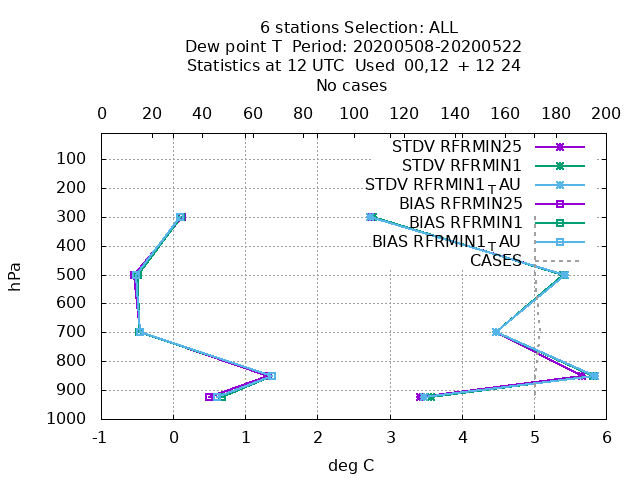 6 stations Selection: ALL
Dew point T  Period: 20200508-20200522
Statistics at 12 UTC  Used  00,12  + 12 24
No cases
0 20 40 60 80 100 120 140 160 180 200
STDV RFRMIN25
STDV RFRMIN1
STDV RFRMIN1_TAU
BIAS RFRMIN25
BIAS RFRMIN1
BIAS RFRMIN1_TAU
CASES
hPa
100
200
300
400
500
600
700
800
900
1000
-1 0 1 2 3 4 5 6
deg C